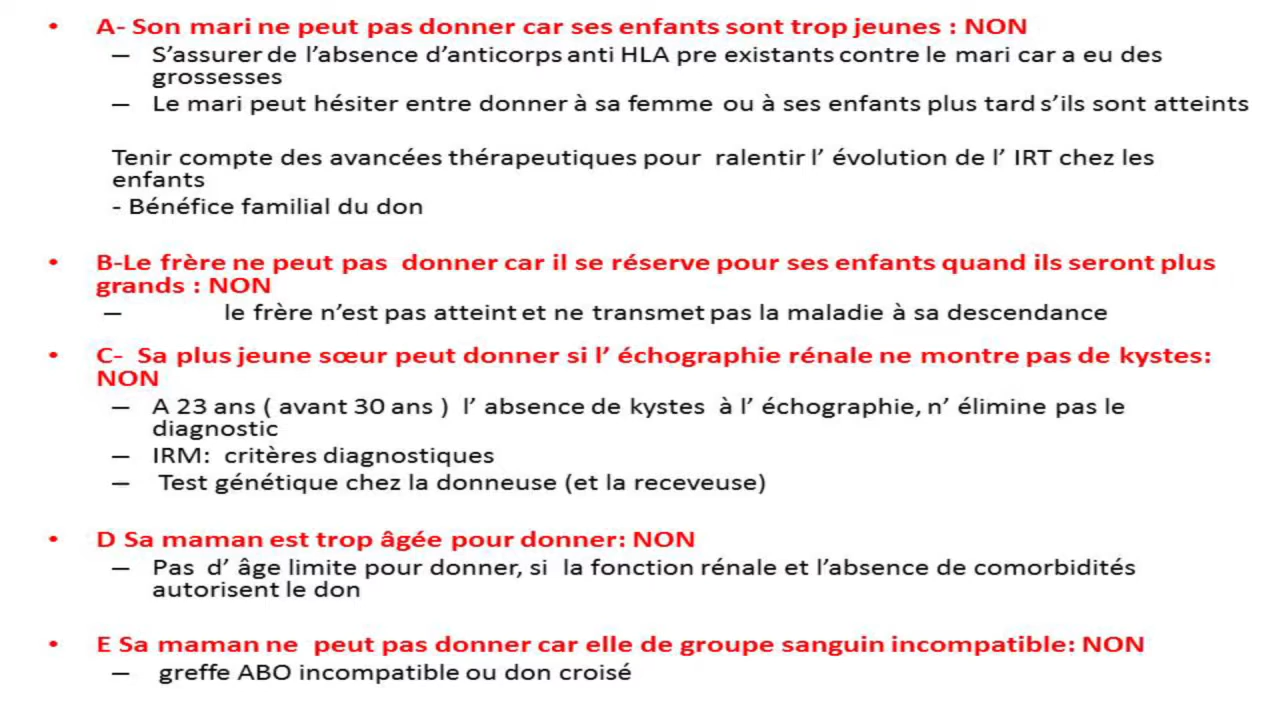 • A- Son mari ne peut pas donner car ses enfants sont trop jeunes : NON
– S’assurer de l’absence d’anticorps anti HLA pre existants contre le mari car a eu des
grossesses
– Le mari peut hésiter entre donner à sa femme ou à ses enfants plus tard s’ils sont atteints
Tenir compte des avancées thérapeutiques pour ralentir l’ évolution de l’ IRT chez les
enfants
- Bénéfice familial du don
• B-Le frère ne peut pas donner car il se réserve pour ses enfants quand ils seront plus
grands : NON
– le frère n’est pas atteint et ne transmet pas la maladie à sa descendance
• C- Sa plus jeune sœur peut donner si l’ échographie rénale ne montre pas de kystes:
NON
– A 23 ans ( avant 30 ans ) l’ absence de kystes à l’ échographie, n’ élimine pas le
diagnostic
– IRM: critères diagnostiques
– Test génétique chez la donneuse (et la receveuse)
• D Sa maman est trop âgée pour donner: NON
– Pas d’ âge limite pour donner, si la fonction rénale et l’absence de comorbidités
autorisent le don
• E Sa maman ne peut pas donner car elle de groupe sanguin incompatible: NON
– greffe ABO incompatible ou don croisé